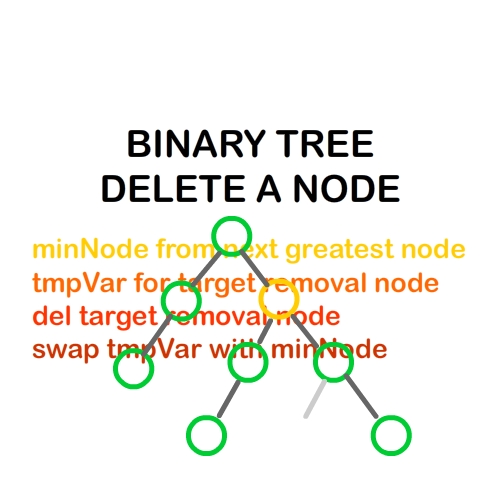 BINARY TREE
DELETE A NODE
minNode from next greatest node
tmpVar for target removal node
del target removal node
swap tmpVar with minNode